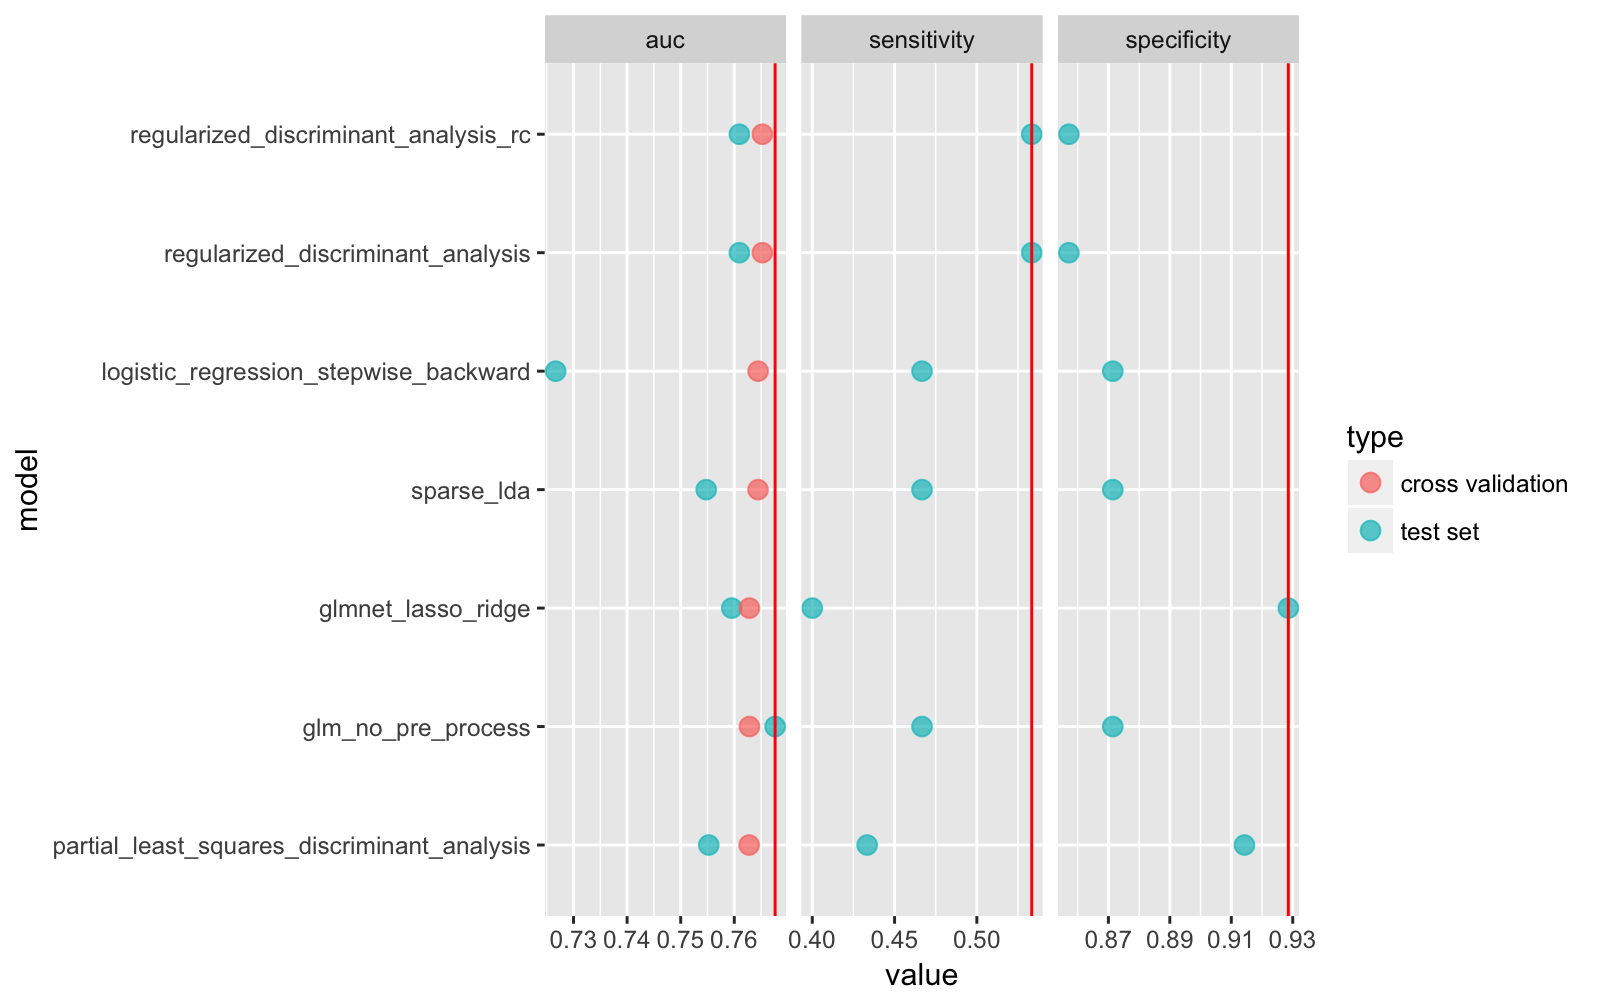 auc
sensitivity
specificity
regularized_discriminant_analysis_rc
regularized_discriminant_analysis
logistic_regression_stepwise_backward
sparse_lda
glmnet_lasso_ridge
glm_no_pre_process
partial_least_squares_discriminant_analysis
model
0.73 0.74 0.75 0.76
0.40 0.45 0.50
0.87 0.89 0.91 0.93
value
type
cross validation
test set